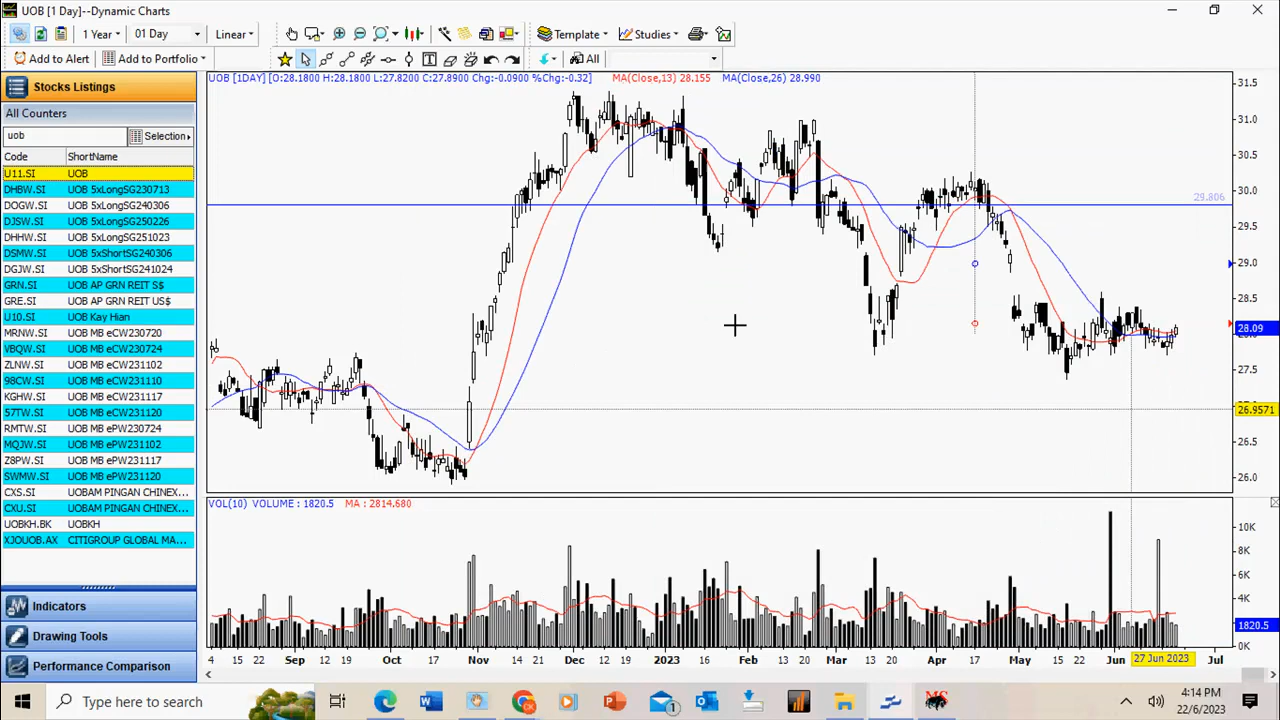 UOB [1 Day]--Dynamic Charts
1 Year 01 Day Linear Template Studies
Add to Alert Add to Portfolio All
Stocks Listings
All Counters
uob Selection
Code ShortName
U11.SI UOB
DHBW.SI UOB 5xLongSG230713
DOGW.SI UOB 5xLongSG240306
DJSW.SI UOB 5xLongSG250226
DHHW.SI UOB 5xLongSG251023
DSMW.SI UOB 5xShortSG240306
DGJW.SI UOB 5xShortSG241024
GRN.SI UOB AP GRN REIT S$
GRE.SI UOB AP GRN REIT US$
U10.SI UOB Kay Hian
MRNW.SI UOB MB eCW230720
VBQW.SI UOB MB eCW230724
ZLNW.SI UOB MB eCW231102
98CW.SI UOB MB eCW231110
KGHW.SI UOB MB eCW231117
57TW.SI UOB MB eCW231120
RMTW.SI UOB MB ePW230724
MQJW.SI UOB MB ePW231102
Z8PW.SI UOB MB ePW231117
SWMW.SI UOB MB ePW231120
CXS.SI UOBAM PINGAN CHINEX...
CXU.SI UOBAM PINGAN CHINEX...
UOBKH.BK UOBKH
XJOUOB.AX CITIGROUP GLOBAL MA...
Indicators
Drawing Tools
Performance Comparison
UOB [1DAY] [O:28.1800 H:28.1800 L:27.8200 C:27.8900 Chg:-0.0900 %Chg:-0.32] MA(Close,13) 28.155 MA(Close,26) 28.990
31.5
31.0
30.5
30.0
29.806
29.5
29.0
28.5
28.09
27.5
26.9571
26.5
26.0
VOL(10) VOLUME : 1820.5 MA : 2814.680
10K
8K
6K
4K
1820.5
4 15 22 Sep 12 19 Oct 17 Nov 14 21 Dec 12 19 2023 16 Feb 13 20 Mar 13 20 Apr 17 May 15 22 Jun 27 Jun 2023 Jul
Type here to search
1
4:14 PM
22/6/2023